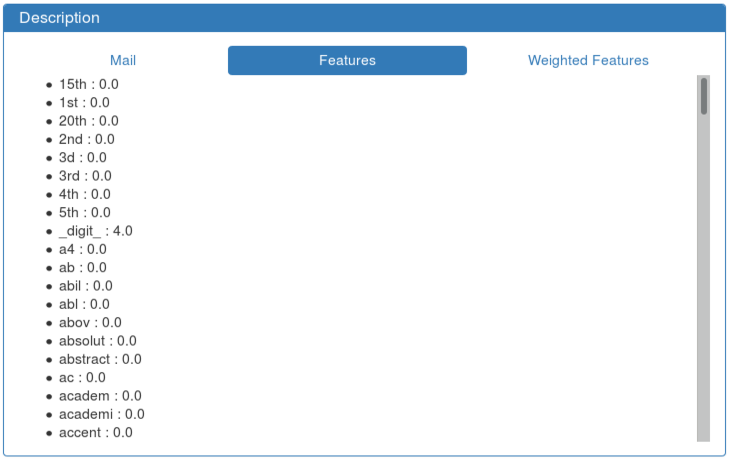 Description
Mail Features Weighted Features
15th : 0.0
1st : 0.0
20th : 0.0
2nd : 0.0
3d : 0.0
3rd : 0.0
4th : 0.0
5th : 0.0
_digit_ : 4.0
a4 : 0.0
ab : 0.0
abil : 0.0
abl : 0.0
abov : 0.0
absolut : 0.0
abstract : 0.0
ac : 0.0
academ : 0.0
academi : 0.0
accent : 0.0